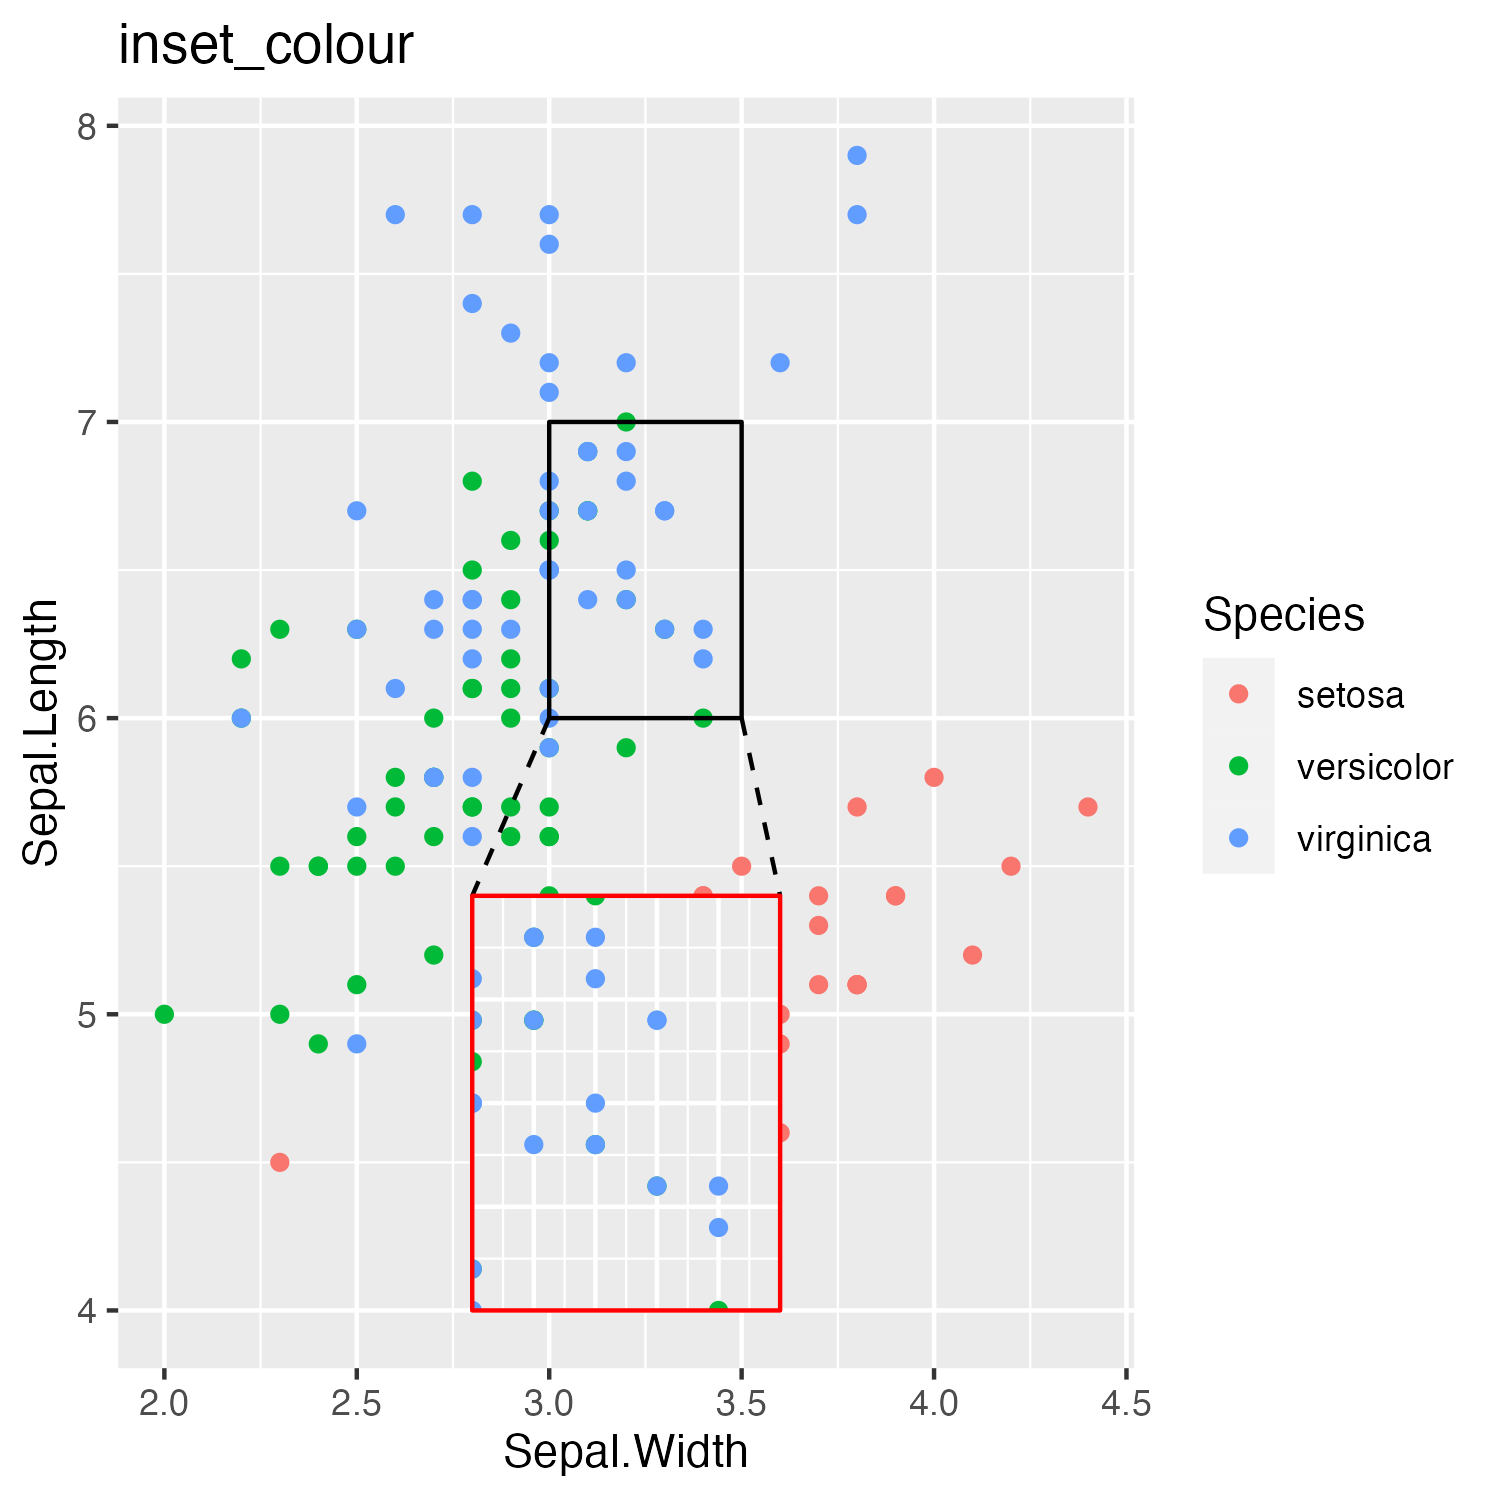 inset_colour
8
7
6
5
4
Sepal.Length
2.0 2.5 3.0 3.5 4.0 4.5
Sepal.Width
Species
setosa
versicolor
virginica